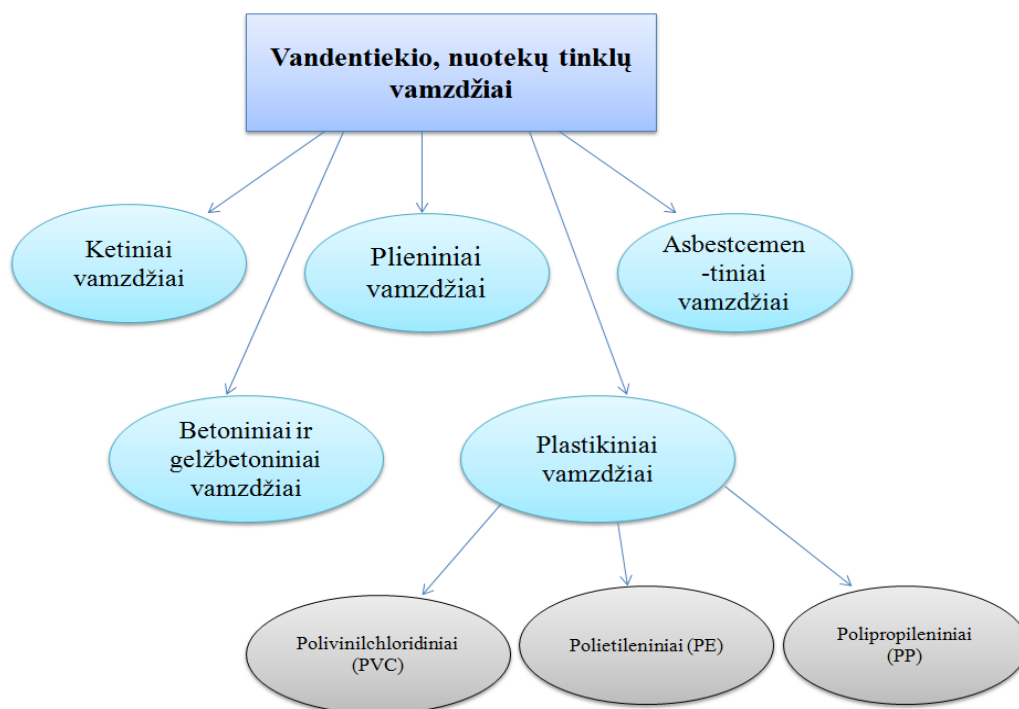 Vandentiekio, nuotekų tinklų
vamzdžiai
Ketiniai
vamzdžiai
Plieniniai
vamzdžiai
Asbestcemen
-tiniai
vamzdžiai
Betoniniai ir
gelžbetoniniai
vamzdžiai
Plastikiniai
vamzdžiai
Polivinilchloridiniai
(PVC)
Polietileniniai (PE)
Polipropileniniai
(PP)